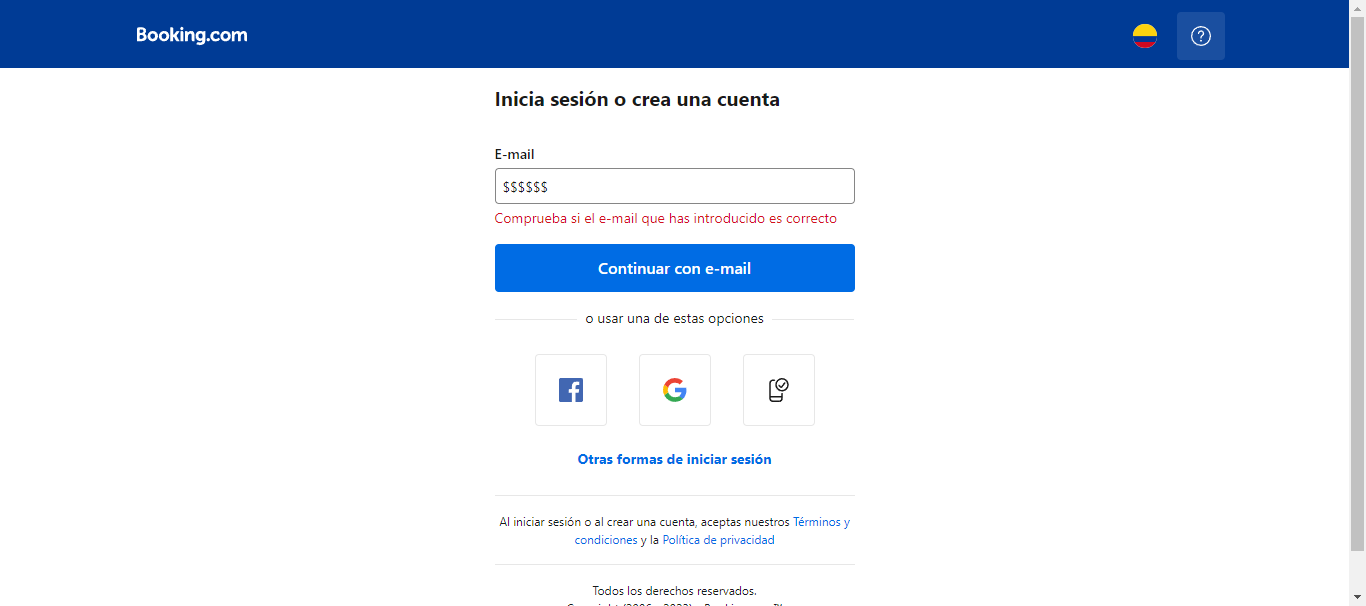 Booking.com
Inicia sesión o crea una cuenta
E-mail
$$$$$$
Comprueba si el e-mail que has introducido es correcto
Continuar con e-mail
o usar una de estas opciones
Otras formas de iniciar sesión
Al iniciar sesión o al crear una cuenta, aceptas nuestros Términos y
condiciones y la Política de privacidad
Todos los derechos reservados.